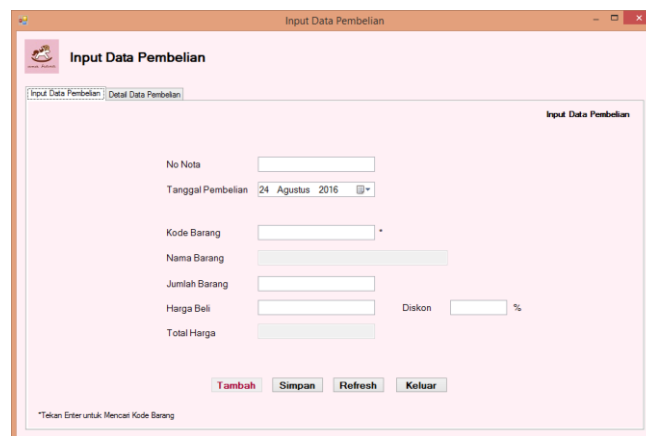 Input Data Pembelian
Input Data Pembelian
Input Data Pembelian Detail Data Pembelian
Input Data Pembelian
No Nota
Tanggal Pembelian 24 Agustus 2016
Kode Barang *
Nama Barang
Jumlah Barang
Harga Beli Diskon %
Total Harga
Tambah Simpan Refresh Keluar
*Tekan Enter untuk Mencari Kode Barang